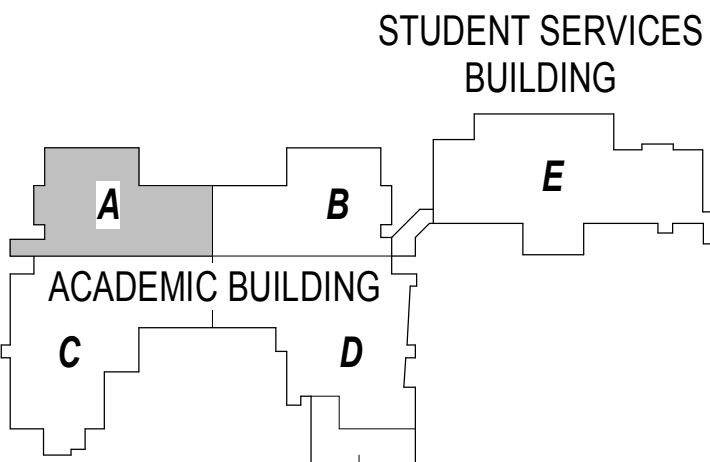 STUDENT SERVICES
BUILDING
E
A
B
ACADEMIC BUILDING
C
D